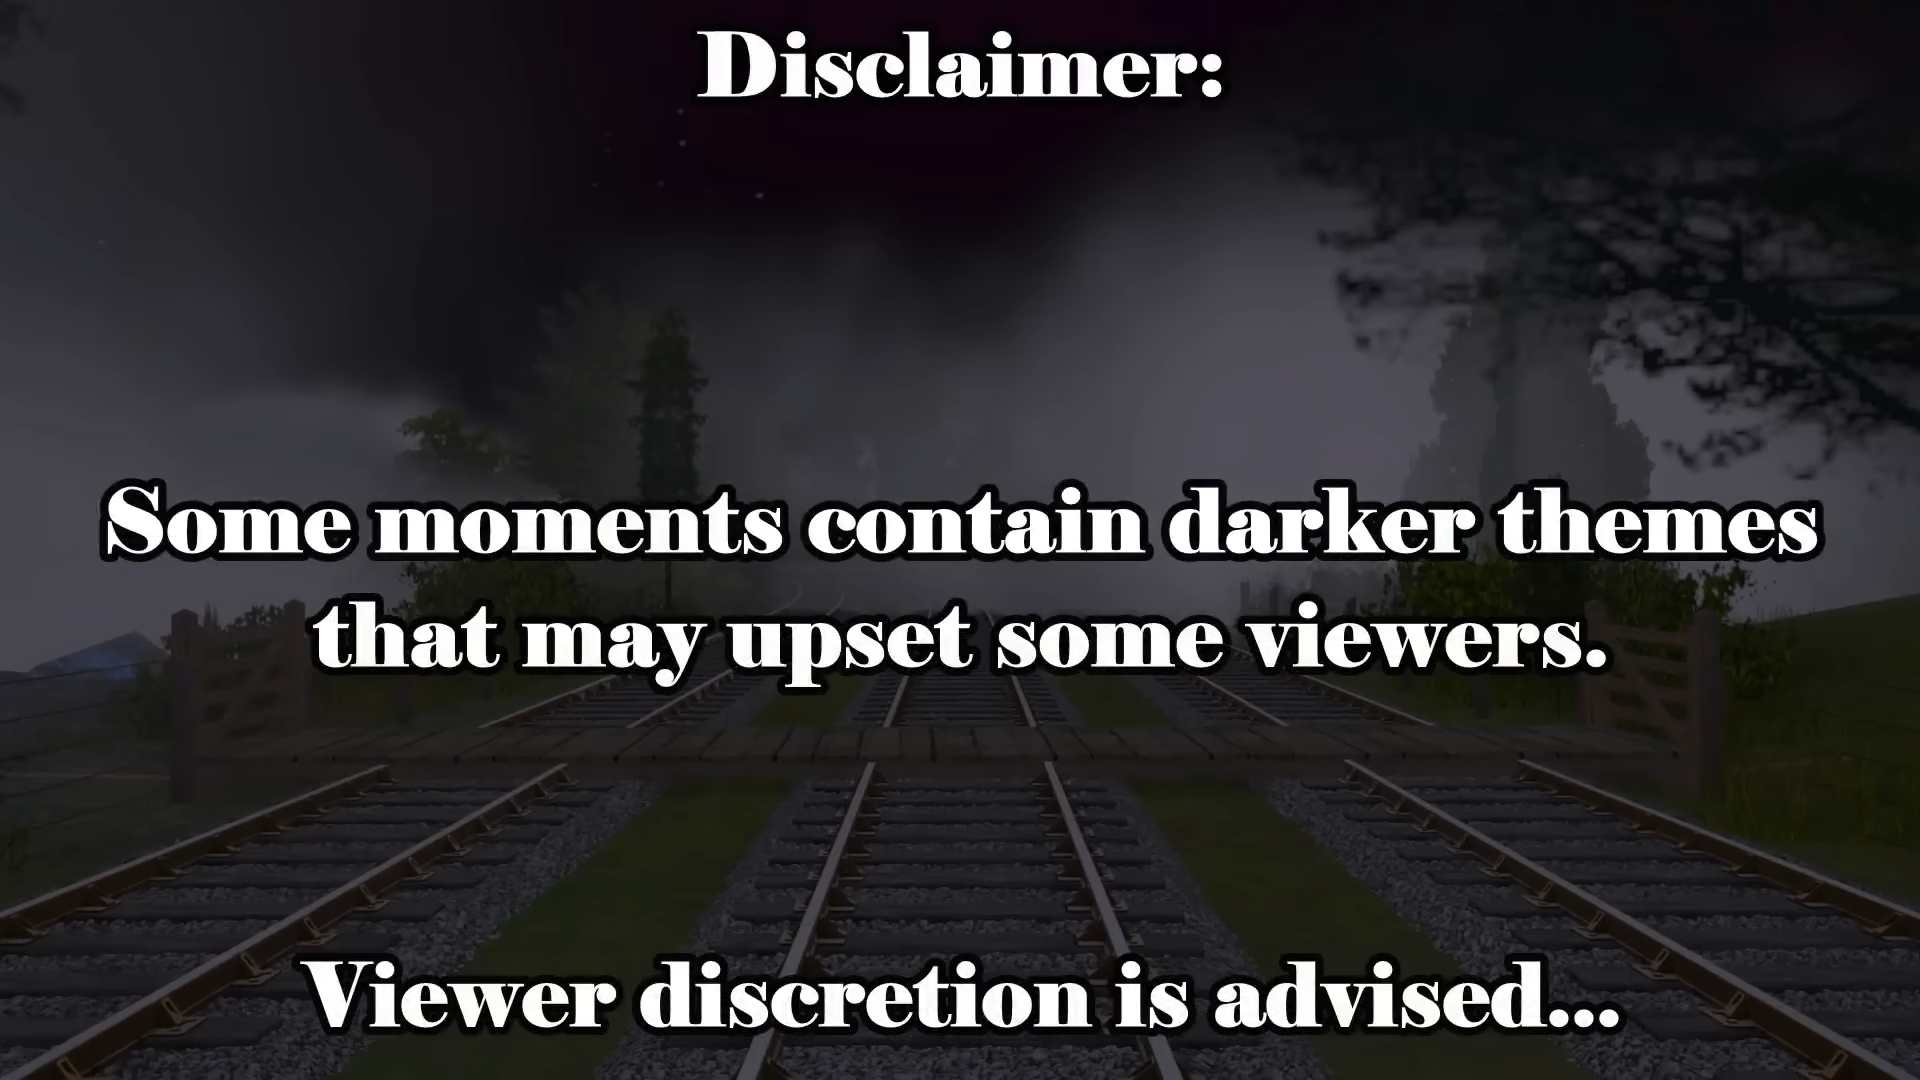 Disclaimer:
Some moments contain darker themes
that may upset some viewers.
Viewer discretion is advised...